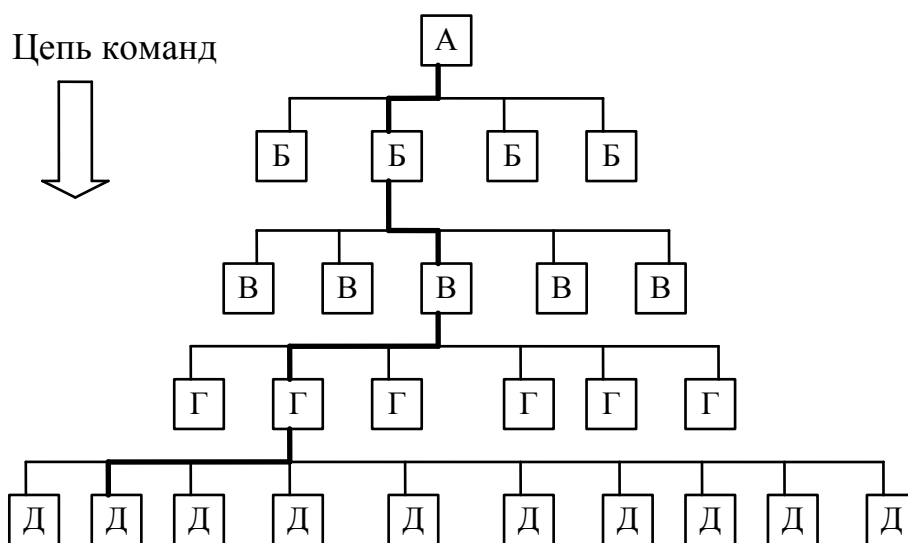 А
Цепь команд
Б Б Б Б
В В В В В
Г Г Г Г Г Г
Д Д Д Д Д Д Д Д Д Д